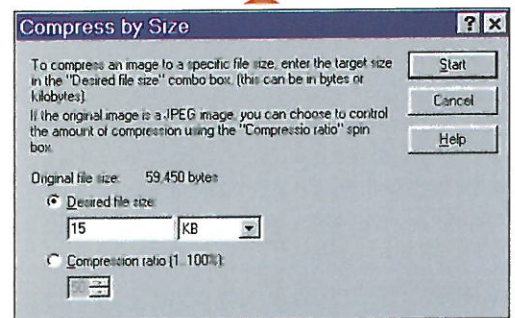 Compress by Size
To compress an image to a specific file size, enter the target size
in the "Desired file size" combo box. (this can be in bytes or
kilobytes).
If the original image is a JPEG image, you can choose to control
the amount of compression using the "Compressio ratio" spin
box.
Original file size: 59,450 bytes
Desired file size:
15 KB
Compression ratio (1..100%):
50
Start
Cancel
Help